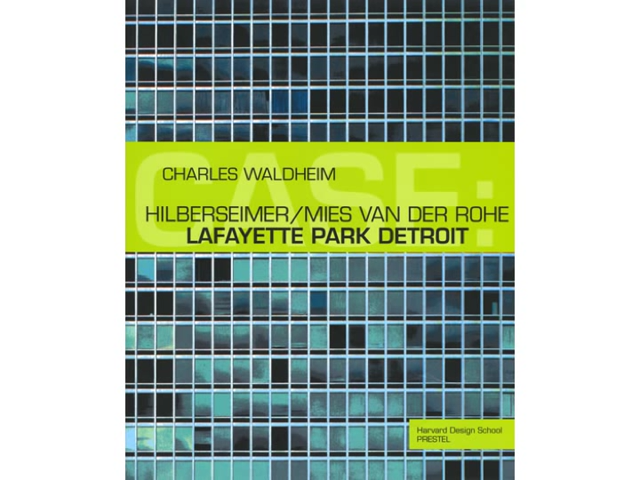 CASE:
CHARLES WALDHEIM
HILBERSEIMER/MIES VAN DER ROHE
LAFAYETTE PARK DETROIT
Harvard Design School
PRESTEL